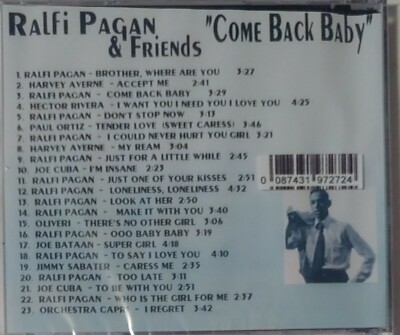 RALFI PAGAN & FRIENDS "COME BACK BABY"
1. RALFI PAGAN - BROTHER, WHERE ARE YOU 3:27
2. HARVEY AVERNE - ACCEPT ME 2:41
3. RALFI PAGAN - COME BACK BABY 3:29
4. HECTOR RIVERA - I WANT YOU I NEED YOU I LOVE YOU 4:25
5. RALFI PAGAN - DON'T STOP NOW 3:13
6. PAUL ORTIZ - TENDER LOVE (SWEET CARESS) 3:46
7. RALFI PAGAN - I COULD NEVER HURT YOU GIRL 3:21
8. HARVEY AVERNE - MY REAM 3:04
9. RALFI PAGAN - JUST FOR A LITTLE WHILE 2:45
10. JOE CUBA - I'M INSANE 2:23
11. RALFI PAGAN - JUST ONE OF YOUR KISSES 2:51
12. RALFI PAGAN - LONELINESS, LONELINESS 4:32
13. RALFI PAGAN - LOOK AT HER 2:50
14. RALFI PAGAN - MAKE IT WITH YOU 3:40
15. OLIVERI - THERE'S NO OTHER GIRL 3:06
16. RALFI PAGAN - OOO BABY BABY 3:19
17. JOE BATAAN - SUPER GIRL 4:18
18. RALFI PAGAN - TO SAY I LOVE YOU 4:10
19. JIMMY SABATER - CARESS ME 2:35
20. RALFI PAGAN - TOO LATE 3:11
21. JOE CUBA - TO BE WITH YOU 2:51
22. RALFI PAGAN - WHO IS THE GIRL FOR ME 2:37
23. ORCHESTRA CAPRI - I REGRET 3:42
0 087431 972724